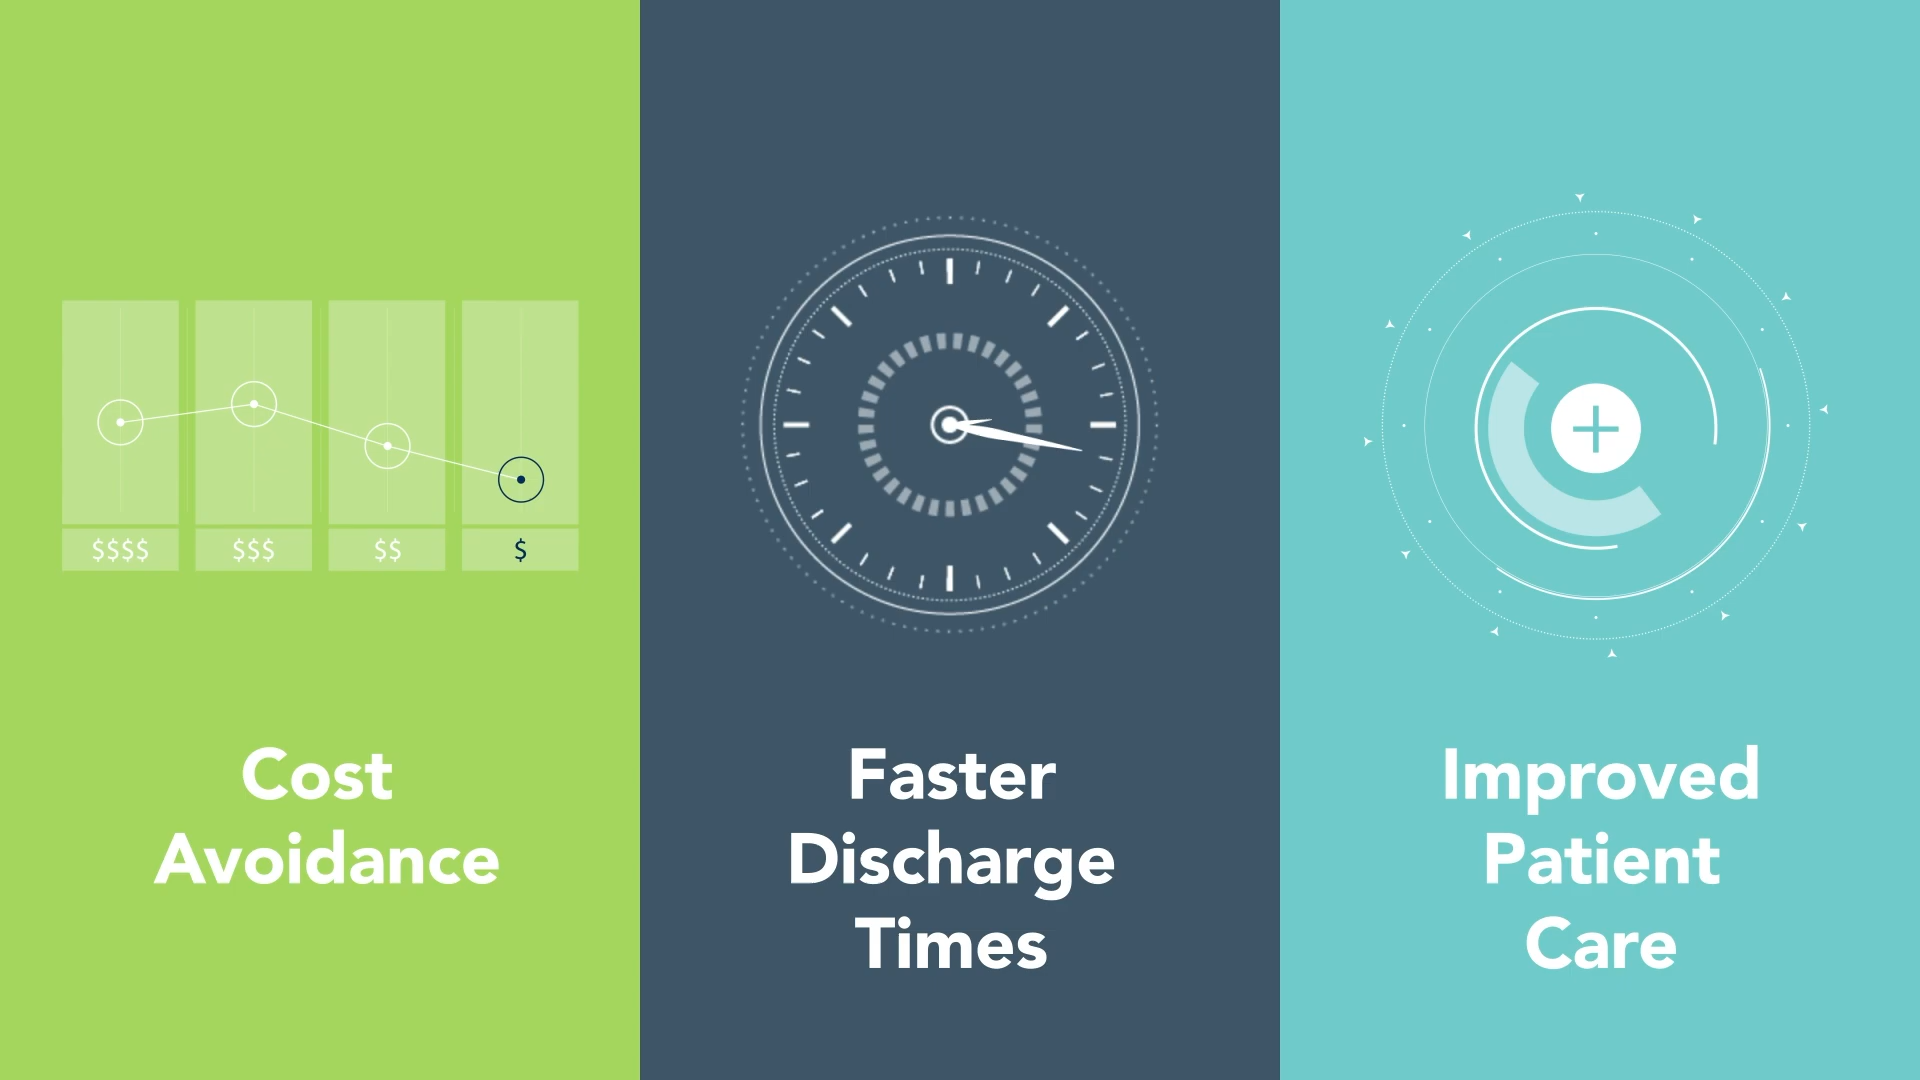 $$$$ $$$ $$ $
Cost
Avoidance
Faster
Discharge
Times
Improved
Patient
Care